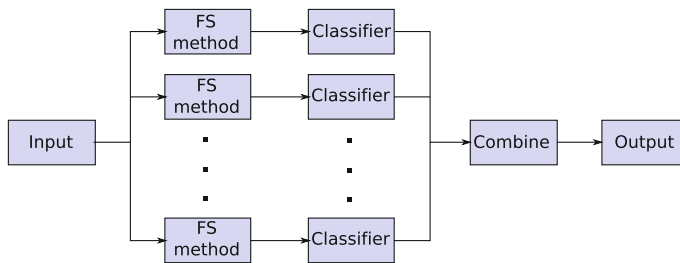 FS
method
Classifier
FS
method
Classifier
Input
Combine
Output
FS
method
Classifier